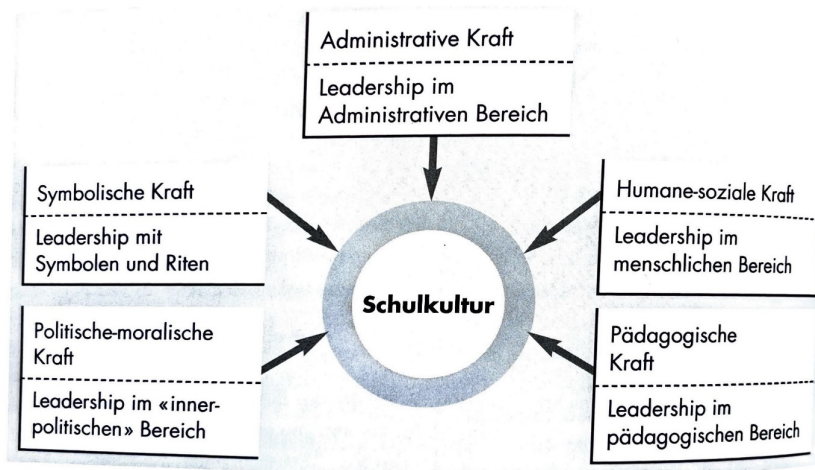 Administrative Kraft
Leadership im
Administrativen Bereich
Symbolische Kraft
Leadership mit
Symbolen und Riten
Humane-soziale Kraft
Leadership im
menschlichen Bereich
Schulkultur
Politische-moralische
Kraft
Leadership im «inner-
politischen» Bereich
Pädagogische
Kraft
Leadership im
pädagogischen Bereich